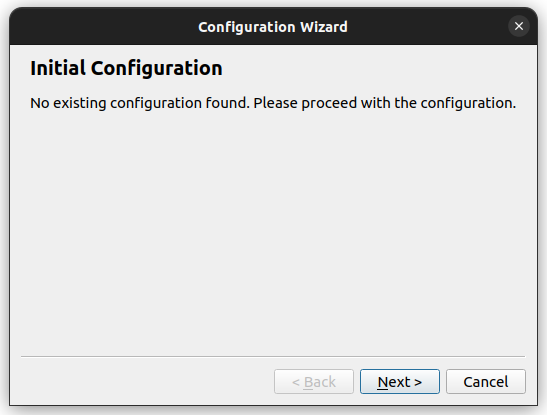 Configuration Wizard
Initial Configuration
No existing configuration found. Please proceed with the configuration.
< Back
Next >
Cancel